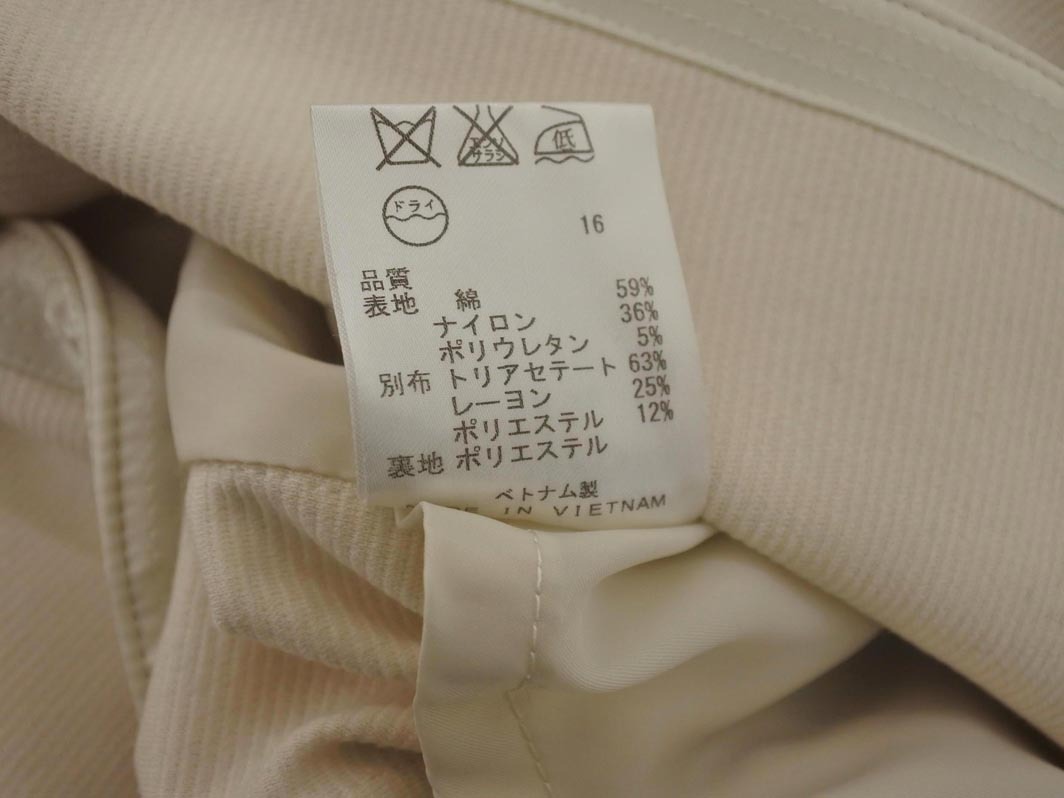 エンソ
サラシ
低
ドライ
16
品質
表地 綿 59%
ナイロン 36%
ポリウレタン 5%
別布 トリアセテート 63%
レーヨン 25%
ポリエステル 12%
裏地 ポリエステル
ベトナム製
IN VIETNAM